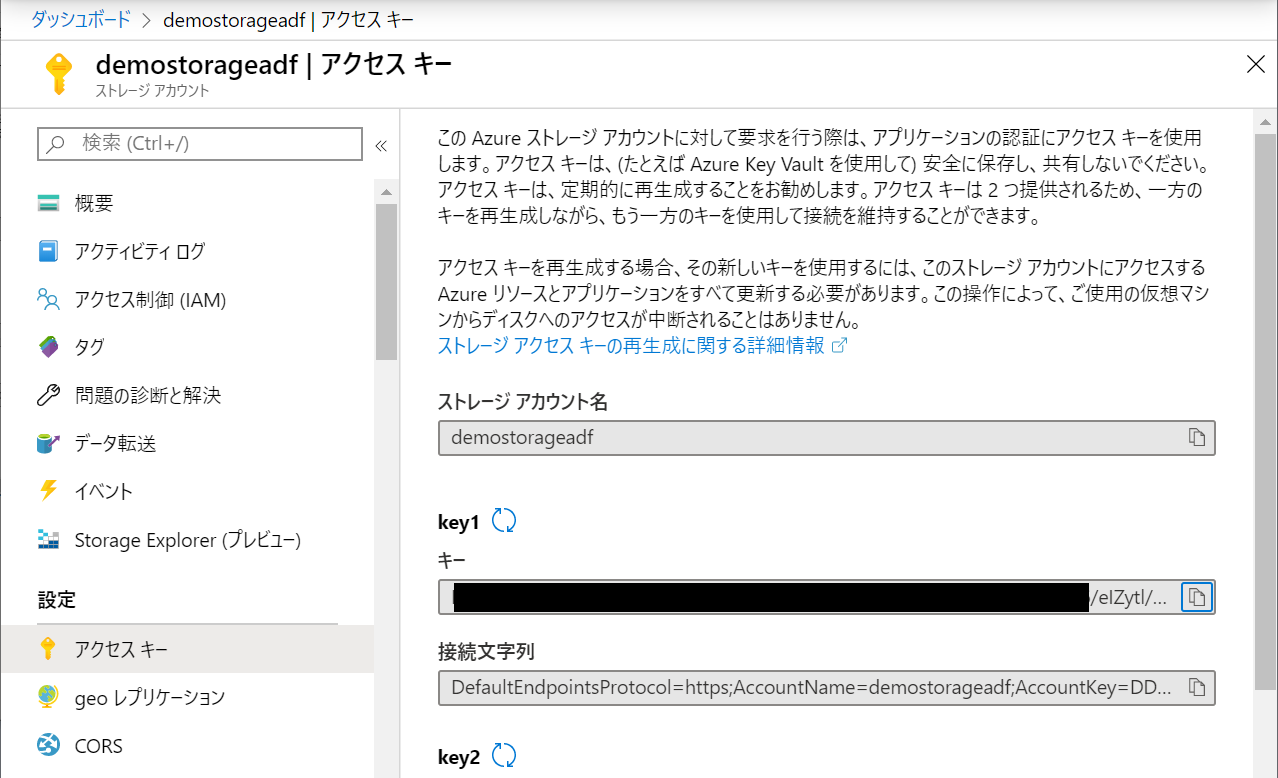 ダッシュボード > demostorageadf | アクセス キー
demostorageadf | アクセス キー
ストレージ アカウント
検索 (Ctrl+/)
概要
アクティビティ ログ
アクセス制御 (IAM)
タグ
問題の診断と解決
データ転送
イベント
Storage Explorer (プレビュー)
設定
アクセス キー
geo レプリケーション
CORS
この Azure ストレージ アカウントに対して要求を行う際は、アプリケーションの認証にアクセス キーを使用
します。アクセス キーは、(たとえば Azure Key Vault を使用して) 安全に保存し、共有しないでください。
アクセス キーは、定期的に再生成することをお勧めします。アクセス キーは 2 つ提供されるため、一方の
キーを再生成しながら、もう一方のキーを使用して接続を維持することができます。
アクセス キーを再生成する場合、その新しいキーを使用するには、このストレージ アカウントにアクセスする
Azure リソースとアプリケーションをすべて更新する必要があります。この操作によって、ご使用の仮想マシ
ンからディスクへのアクセスが中断されることはありません。
ストレージ アクセス キーの再生成に関する詳細情報
ストレージ アカウント名
demostorageadf
key1
キー
/eIZytl/...
接続文字列
DefaultEndpointsProtocol=https;AccountName=demostorageadf;AccountKey=DD...
key2